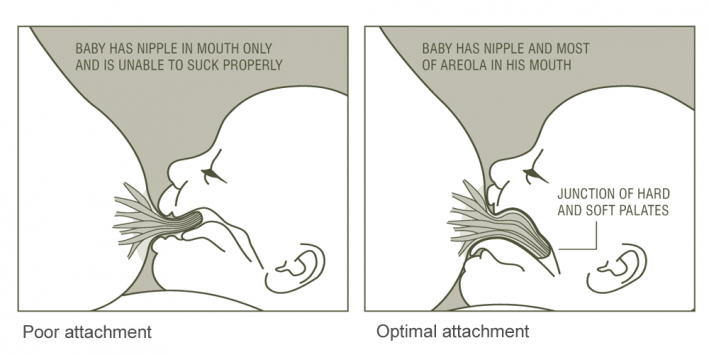 BABY HAS NIPPLE IN MOUTH ONLY
AND IS UNABLE TO SUCK PROPERLY
BABY HAS NIPPLE AND MOST
OF AREOLA IN HIS MOUTH
JUNCTION OF HARD
AND SOFT PALATES
Poor attachment
Optimal attachment